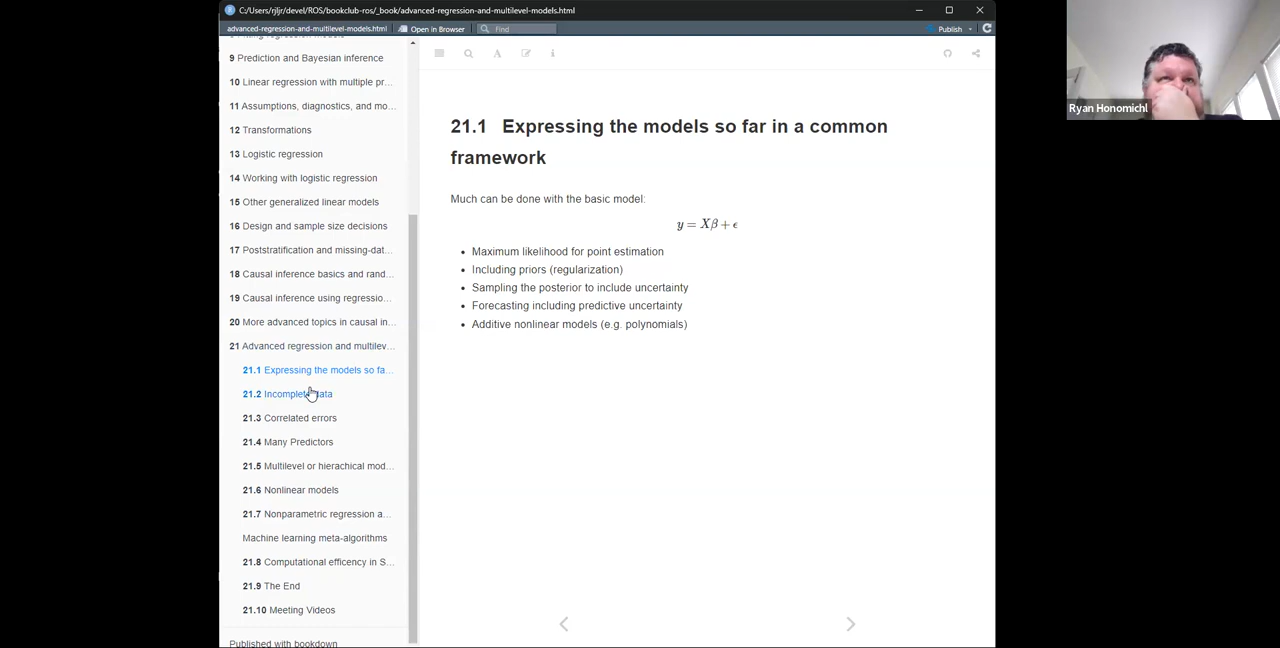 C:/Users/rjljr/devel/ROS/bookclub-ros/_book/advanced-regression-and-multilevel-models.html
advanced-regression-and-multilevel-models.html
Open in Browser
Find
Publish
9 Prediction and Bayesian inference
10 Linear regression with multiple pr...
11 Assumptions, diagnostics, and mo...
12 Transformations
13 Logistic regression
14 Working with logistic regression
15 Other generalized linear models
16 Design and sample size decisions
17 Poststratification and missing-dat...
18 Causal inference basics and rand...
19 Causal inference using regressio...
20 More advanced topics in causal in...
21 Advanced regression and multilev...
21.1 Expressing the models so fa...
21.2 Incomplete data
21.3 Correlated errors
21.4 Many Predictors
21.5 Multilevel or hierachical mod...
21.6 Nonlinear models
21.7 Nonparametric regression a...
Machine learning meta-algorithms
21.8 Computational efficency in S...
21.9 The End
21.10 Meeting Videos
Published with bookdown
21.1 Expressing the models so far in a common
framework
Much can be done with the basic model:
y = Xβ + ϵ
• Maximum likelihood for point estimation
• Including priors (regularization)
• Sampling the posterior to include uncertainty
• Forecasting including predictive uncertainty
• Additive nonlinear models (e.g. polynomials)
Ryan Honomichl